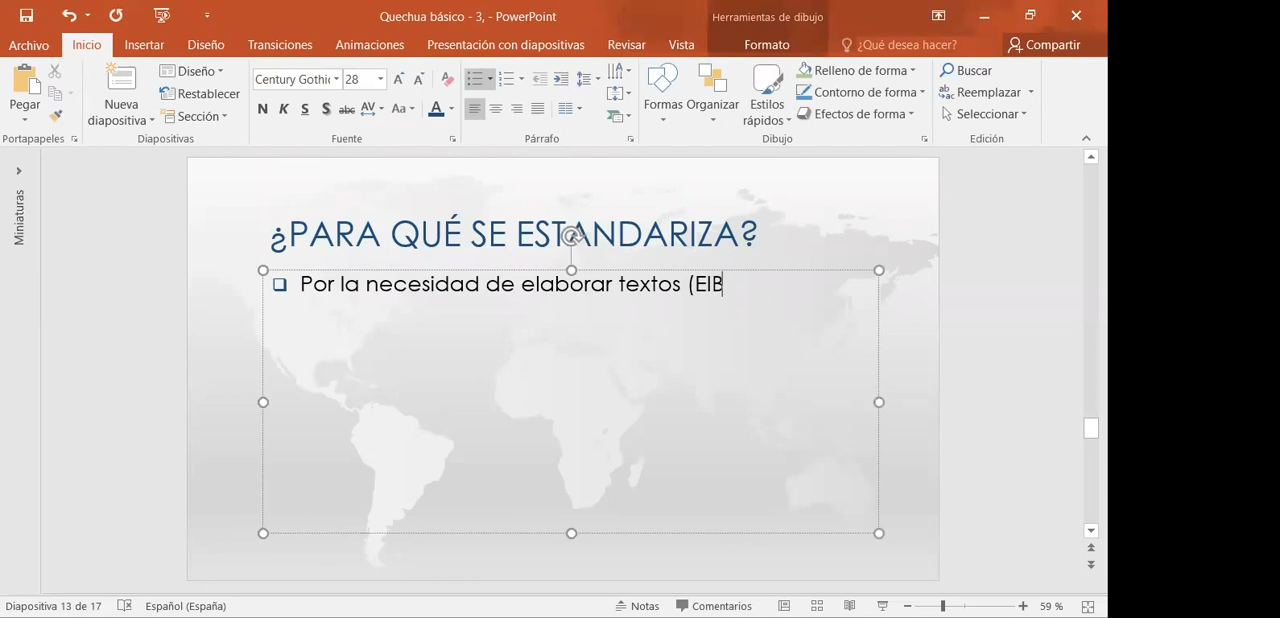 Quechua básico - 3, - PowerPoint
Herramientas de dibujo
Archivo Inicio Insertar Diseño Transiciones Animaciones Presentación con diapositivas Revisar Vista Formato ¿Qué desea hacer? Compartir
Pegar
Nueva diapositiva
Diseño
Restablecer
Sección
Century Gothic 28
N K S S abc AV Aa A
Formas Organizar Estilos rápidos
Relleno de forma
Contorno de forma
Efectos de forma
Buscar
Reemplazar
Seleccionar
Portapapeles Diapositivas Fuente Párrafo Dibujo Edición
Miniaturas
¿PARA QUÉ SE ESTANDARIZA?
Por la necesidad de elaborar textos (EIB
Diapositiva 13 de 17 Español (España) Notas Comentarios 59 %